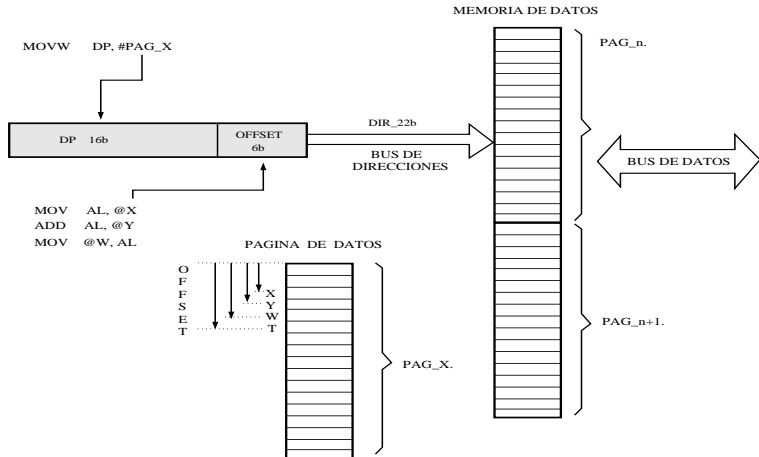 MEMORIA DE DATOS
MOVW DP, #PAG_X
PAG_n.
DP 16b
OFFSET
6b
DIR_22b
BUS DE
DIRECCIONES
BUS DE DATOS
MOV AL, @X
ADD AL, @Y
MOV @W, AL
PAGINA DE DATOS
OFFSET
X
Y
W
T
PAG_X.
PAG_n+1.